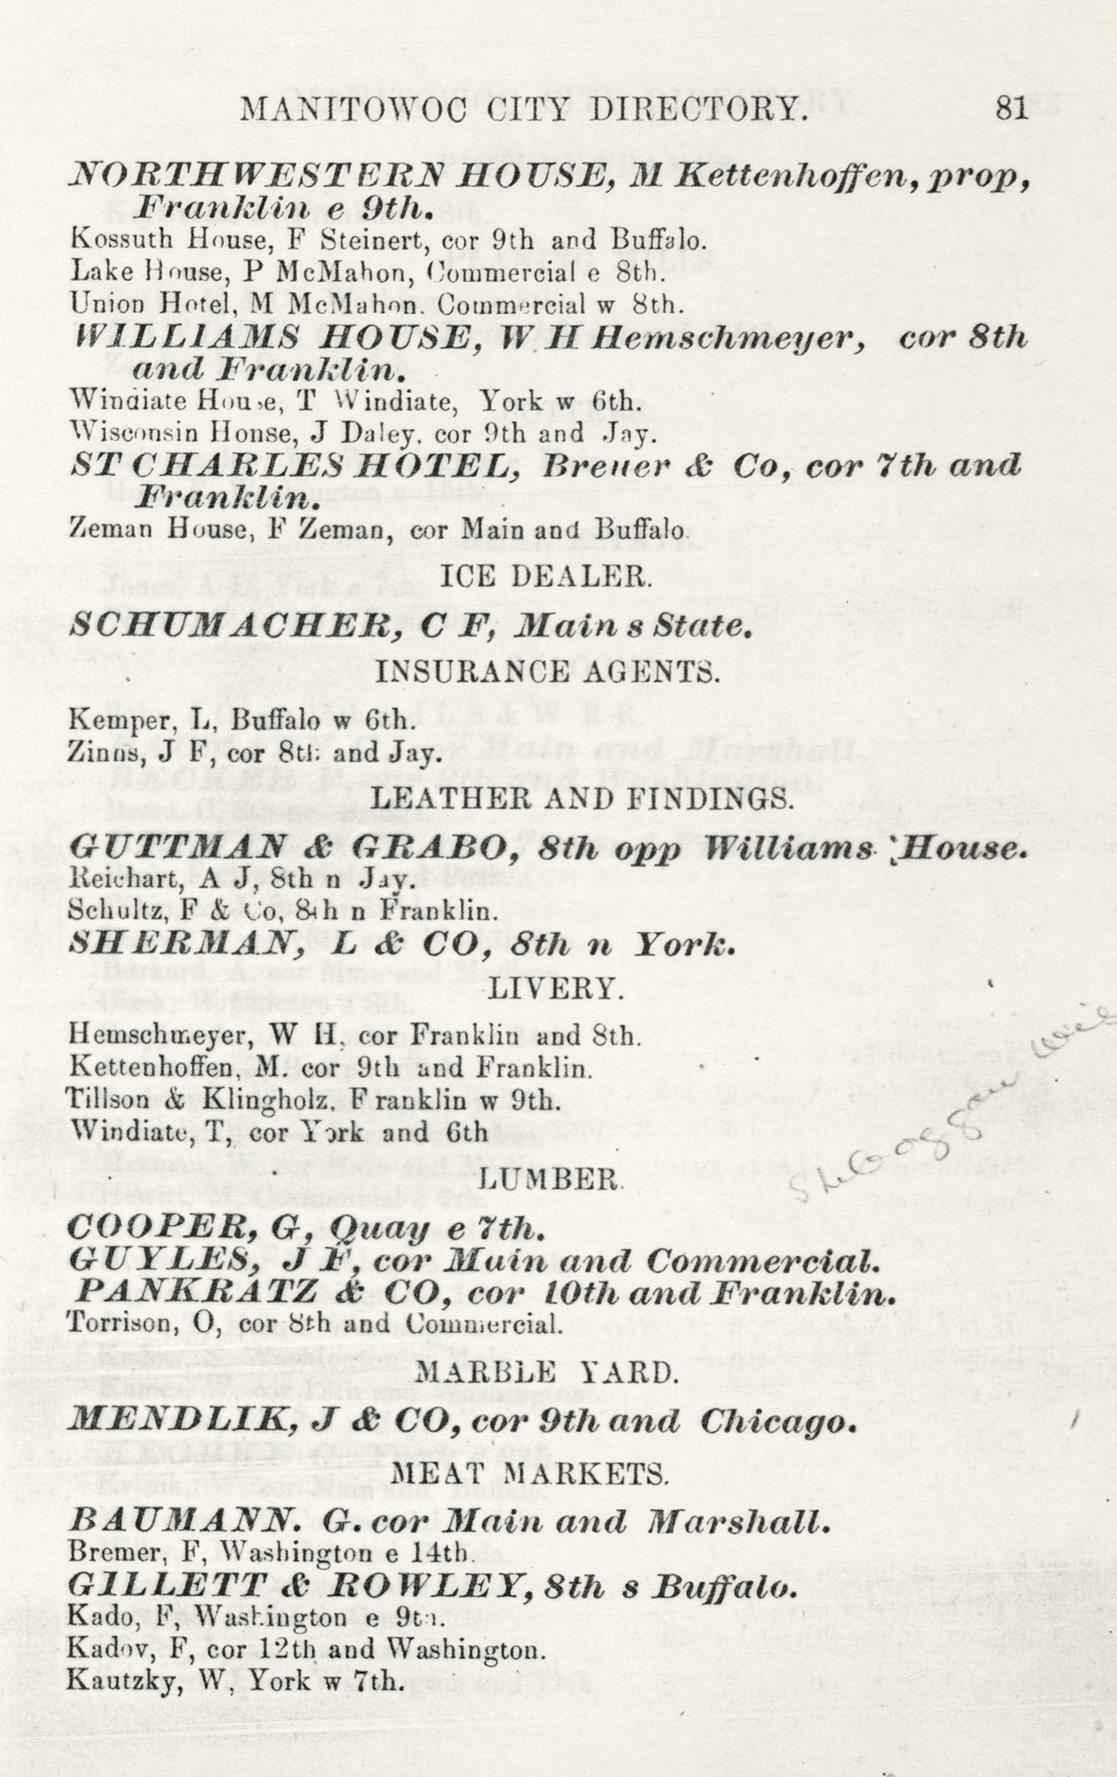 MANITOWOC CITY DIRECTORY. 81
NORTHWESTERN HOUSE, M Kettenhoffen, prop,
Franklin e 9th.
Kossuth House, F Steinert, cor 9th and Buffalo.
Lake House, P McMahon, Commercial e 8th.
Union Hotel, M McMahon. Commercial w 8th.
WILLIAMS HOUSE, W H Hemschmeyer, cor 8th
and Franklin.
Windiate House, T Windiate, York w 6th.
Wisconsin Honse, J Daley. cor 9th and Jay.
ST CHARLES HOTEL, Breuer & Co, cor 7th and
Franklin.
Zeman House, F Zeman, cor Main and Buffalo.
ICE DEALER.
SCHUMACHER, C F, Main s State.
INSURANCE AGENTS.
Kemper, L, Buffalo w 6th.
Zinns, J F, cor 8th and Jay.
LEATHER AND FINDINGS.
GUTTMAN & GRABO, 8th opp Williams House.
Reichart, A J, 8th n Jay.
Schultz, F & Co, 8th n Franklin.
SHERMAN, L & CO, 8th n York.
LIVERY.
Hemschmeyer, W H, cor Franklin and 8th.
Kettenhoffen, M. cor 9th and Franklin.
Tillson & Klingholz, Franklin w 9th.
Windiate, T, cor York and 6th
Sheboggan Wis
LUMBER.
COOPER, G, Quay e 7th.
GUYLES, J F, cor Main and Commercial.
PANKRATZ & CO, cor 10th and Franklin.
Torrison, O, cor 8th and Commercial.
MARBLE YARD.
MENDLIK, J & CO, cor 9th and Chicago.
MEAT MARKETS.
BAUMANN. G. cor Main and Marshall.
Bremer, F, Washington e 14th.
GILLETT & ROWLEY, 8th s Buffalo.
Kado, F, Washington e 9th.
Kadov, F, cor 12th and Washington.
Kautzky, W, York w 7th.